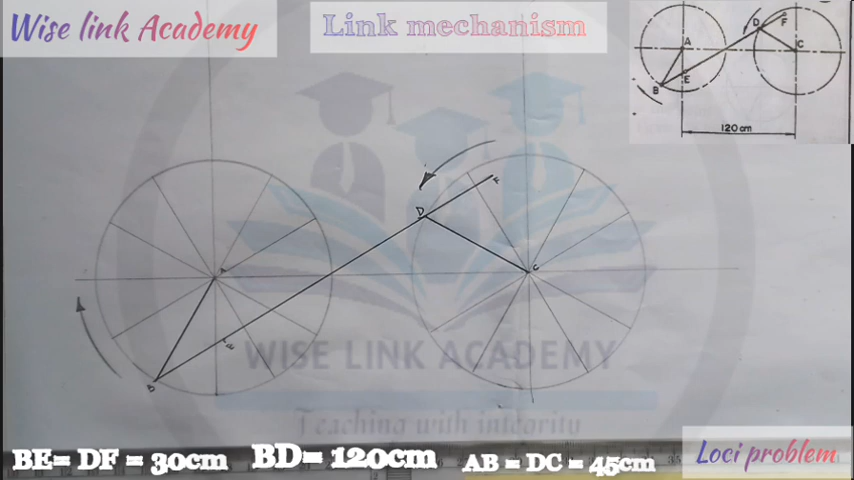 Wise link Academy
Link mechanism
A
B
C
D
E
F
120 cm
A
B
C
D
F
WISE LINK ACADEMY
Teaching with integrity
BE= DF = 30cm
BD= 120cm
AB = DC = 45cm
Loci problem